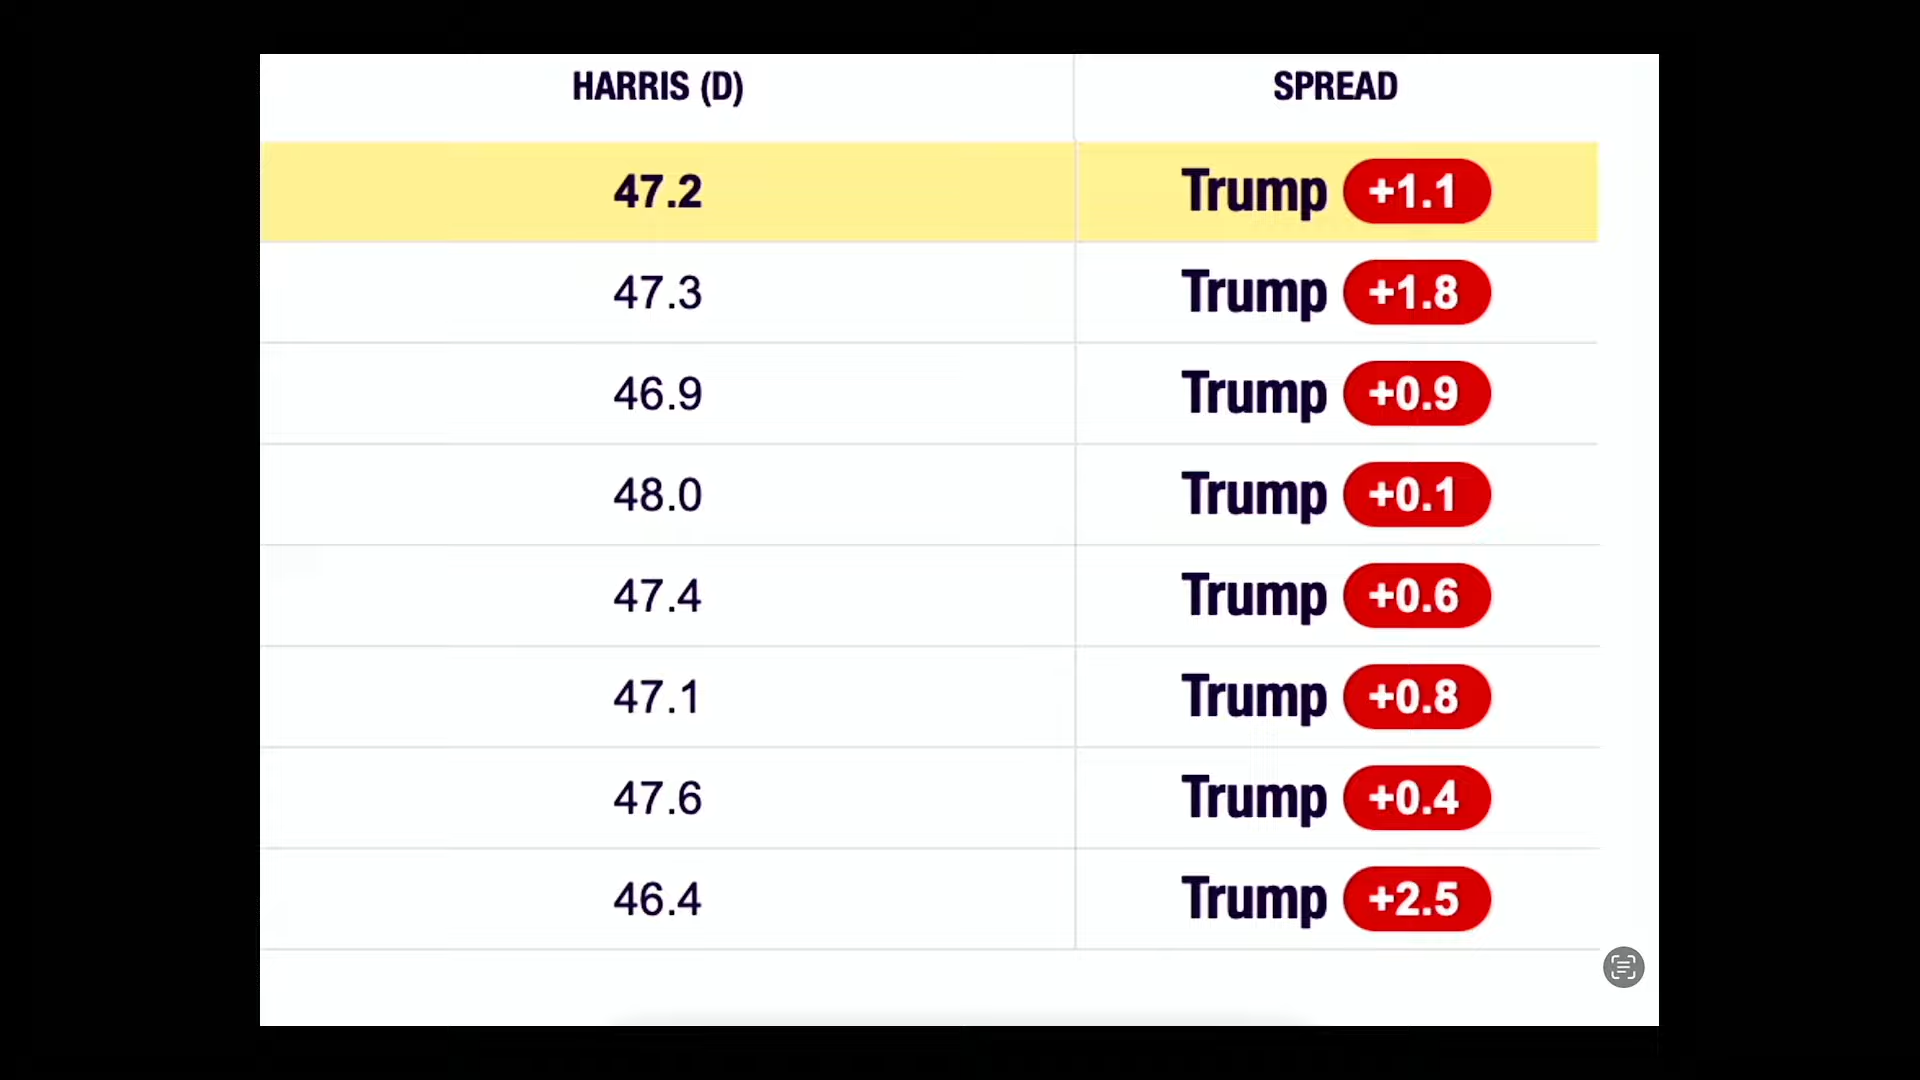 HARRIS (D) SPREAD
47.2 Trump +1.1
47.3 Trump +1.8
46.9 Trump +0.9
48.0 Trump +0.1
47.4 Trump +0.6
47.1 Trump +0.8
47.6 Trump +0.4
46.4 Trump +2.5